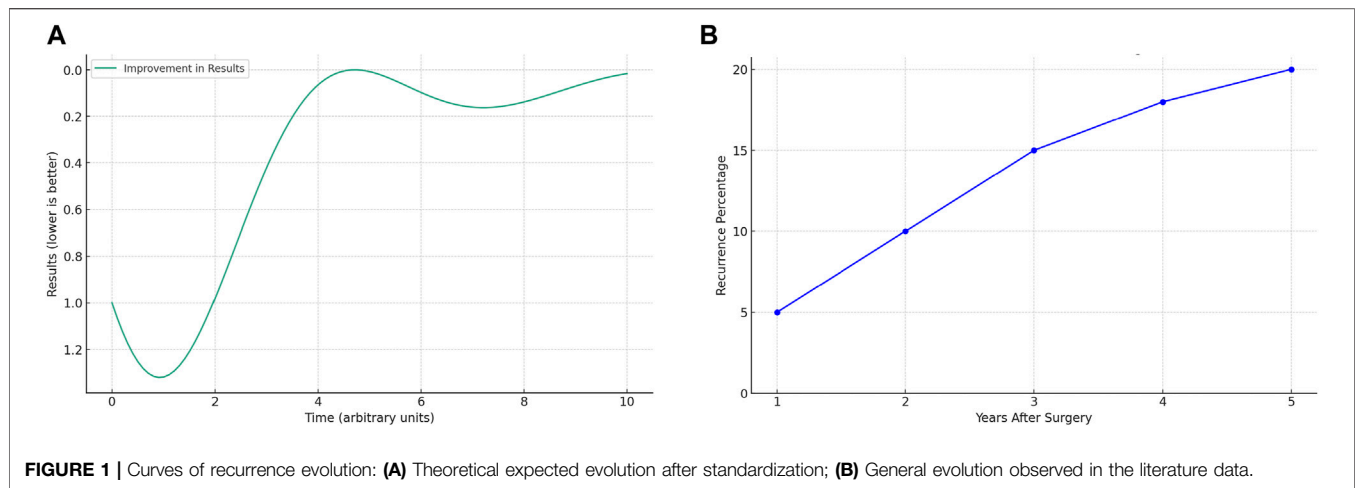 A
Improvement in Results
0.0
0.2
0.4
0.6
0.8
1.0
1.2
Results (lower is better)
0 2 4 6 8 10
Time (arbitrary units)
B
20
15
10
5
0
Recurrence Percentage
1 2 3 4 5
Years After Surgery
FIGURE 1 | Curves of recurrence evolution: (A) Theoretical expected evolution after standardization; (B) General evolution observed in the literature data.